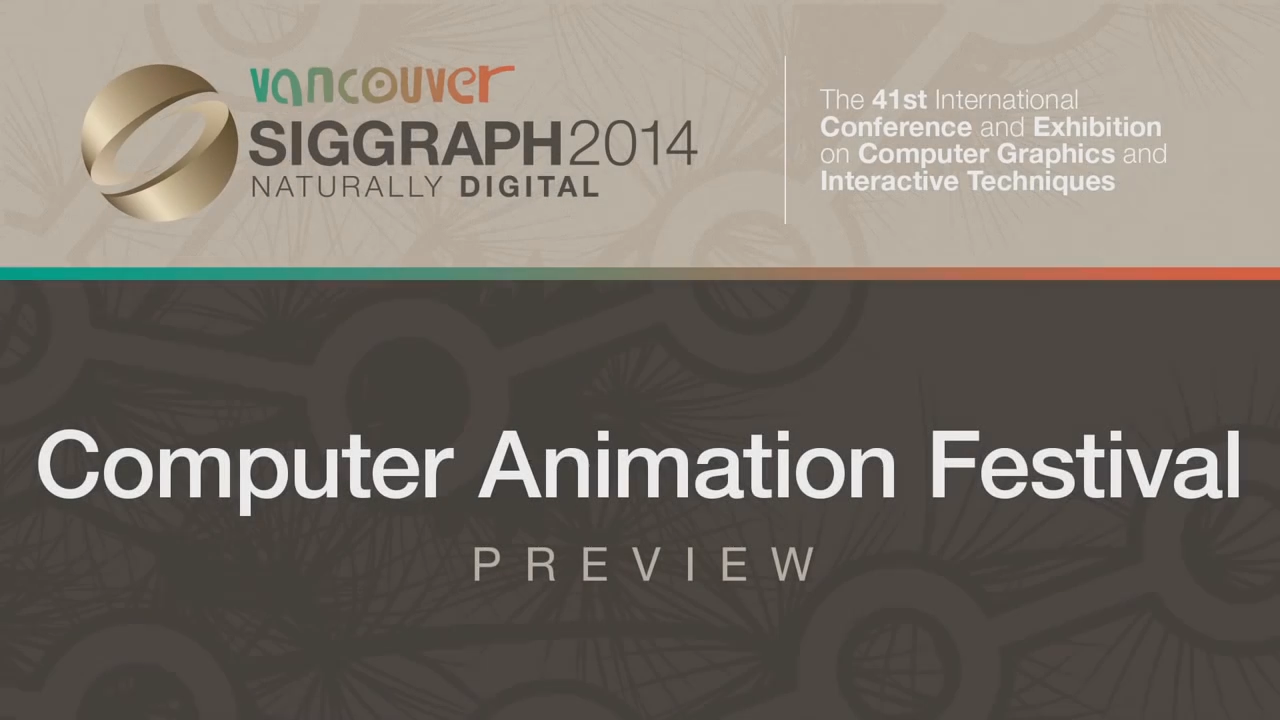 vancouver
SIGGRAPH2014
NATURALLY DIGITAL
The 41st International
Conference and Exhibition
on Computer Graphics and
Interactive Techniques
Computer Animation Festival
PREVIEW